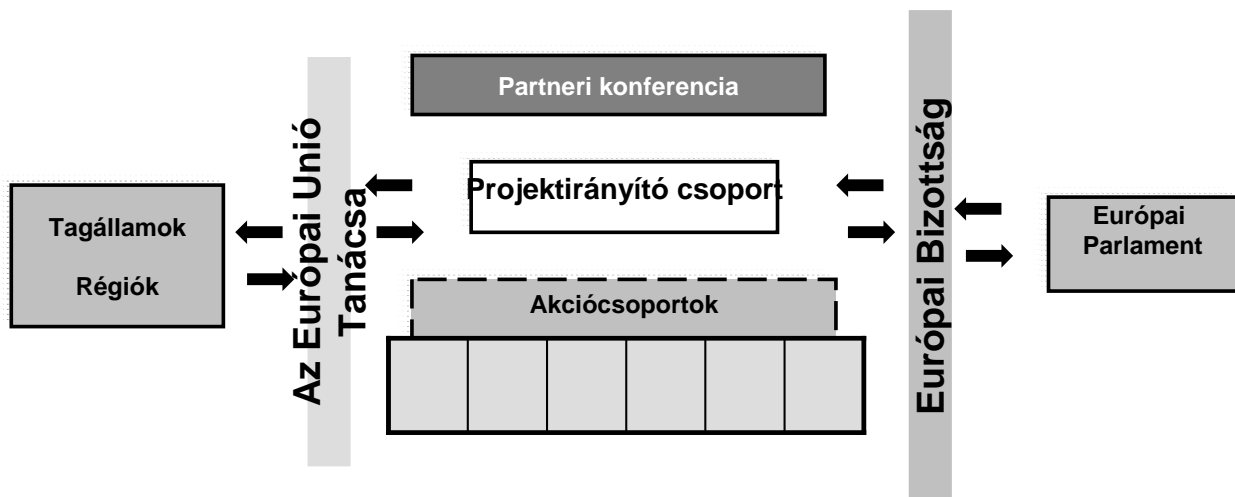 Partneri konferencia
Az Európai Unió
Tanácsa
Európai Bizottság
Projektirányító csoport
Tagállamok
Régiók
Európai
Parlament
Akciócsoportok